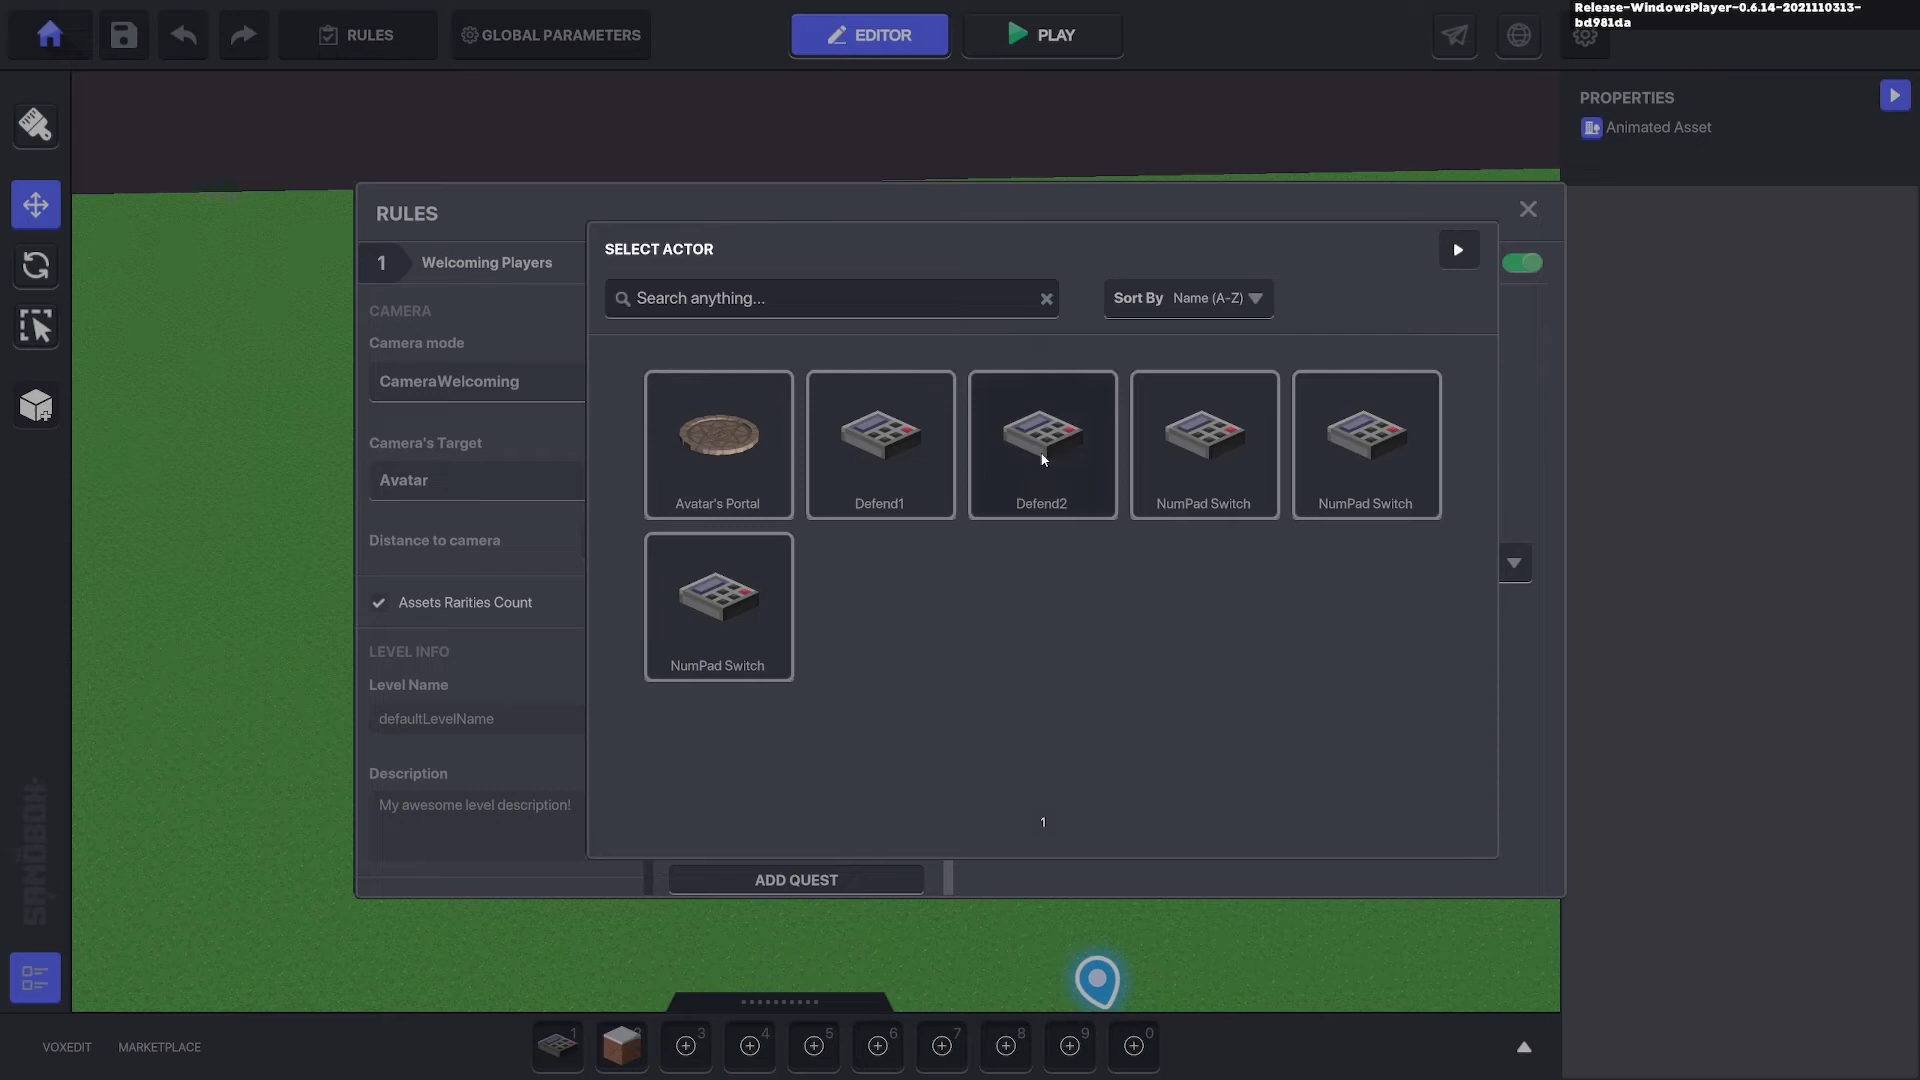 Release-WindowsPlayer-0.6.14-2021110313-
bd981da
RULES
GLOBAL PARAMETERS
EDITOR
PLAY
PROPERTIES
Animated Asset
RULES
1
Welcoming Players
CAMERA
Camera mode
CameraWelcoming
Camera's Target
Avatar
Distance to camera
Assets Rarities Count
LEVEL INFO
Level Name
defaultLevelName
Description
My awesome level description!
SELECT ACTOR
Search anything...
Sort By Name (A-Z)
Avatar's Portal
Defend1
Defend2
NumPad Switch
NumPad Switch
NumPad Switch
1
ADD QUEST
THE
SANDBOX
VOXEDIT
MARKETPLACE
1
2
3
4
5
6
7
8
9
0